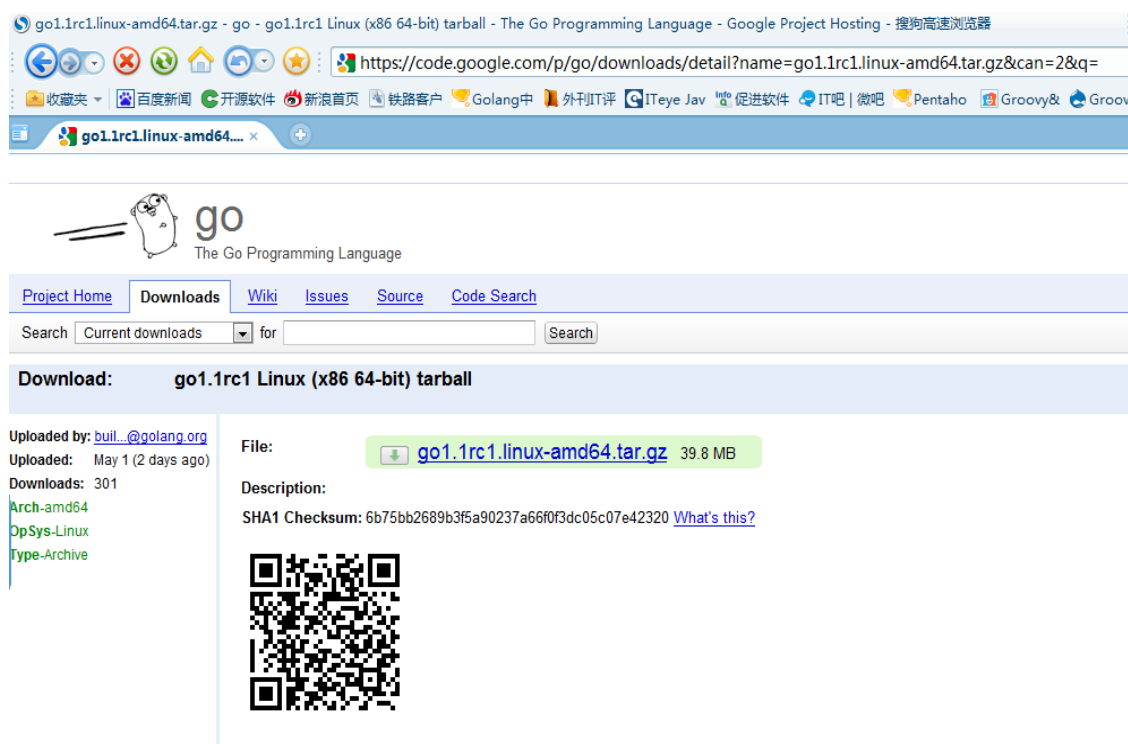 go1.1rc1.linux-amd64.tar.gz - go - go1.1rc1 Linux (x86 64-bit) tarball - The Go Programming Language - Google Project Hosting - 搜狗高速浏览器
https://code.google.com/p/go/downloads/detail?name=go1.1rc1.linux-amd64.tar.gz&can=2&q=
收藏夹 百度新闻 开源软件 新浪首页 铁路客户 Golang中 外刊IT评 ITeye Jav 促进软件 IT吧 | 微吧 Pentaho Groovy& Groov
go1.1rc1.linux-amd64.... ×
go
The Go Programming Language
Project Home Downloads Wiki Issues Source Code Search
Search Current downloads for Search
Download: go1.1rc1 Linux (x86 64-bit) tarball
Uploaded by: buil...@golang.org
Uploaded: May 1 (2 days ago)
Downloads: 301
Arch-amd64
OpSys-Linux
Type-Archive
File: go1.1rc1.linux-amd64.tar.gz 39.8 MB
Description:
SHA1 Checksum: 6b75bb2689b3f5a90237a66f0f3dc05c07e42320 What's this?